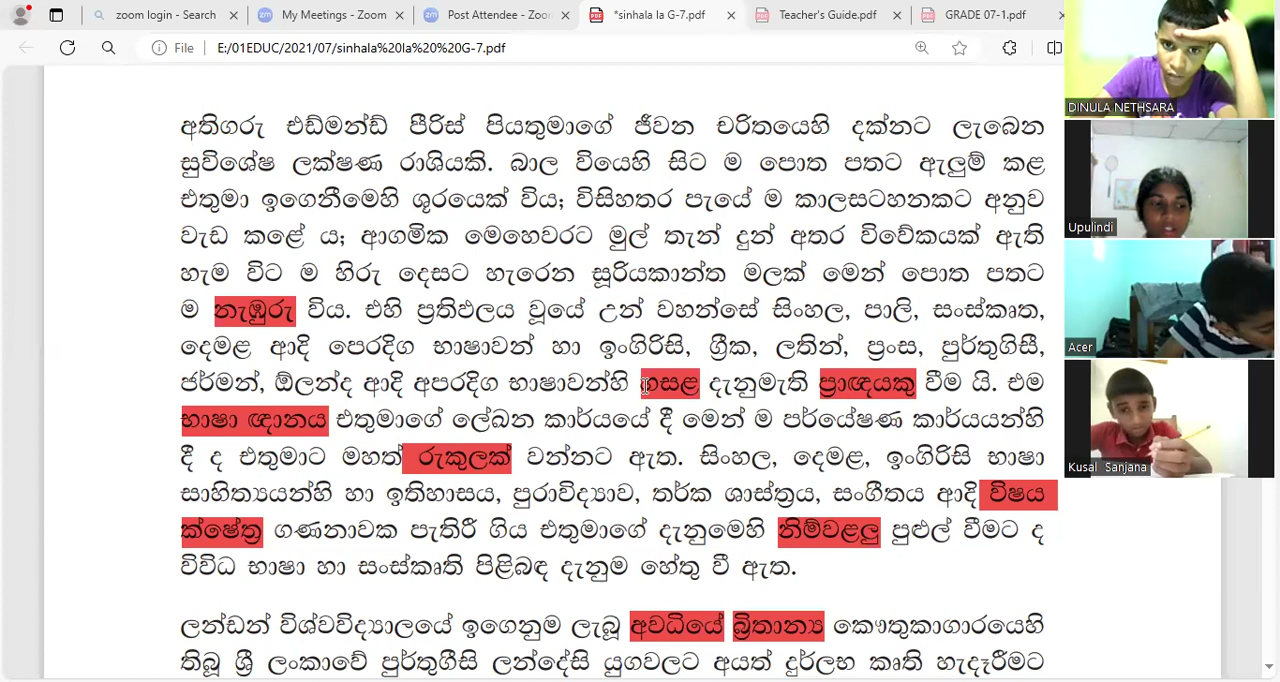 zoom login - Search
My Meetings - Zoom
Post Attendee - Zoo
*sinhala la G-7.pdf
Teacher's Guide.pdf
GRADE 07-1.pdf
File
E:/01EDUC/2021/07/sinhala%20la%20%20G-7.pdf
අතිගරු එඩ්මන්ඩ් පීරිස් පියතුමාගේ ජීවන චරිතයෙහි දක්නට ලැබෙන
සුවිශේෂ ලක්ෂණ රාශියකි. බාල වියෙහි සිට ම පොත පතට ඇලුම් කළ
එතුමා ඉගෙනීමෙහි ශූරයෙක් විය; විසිහතර පැයේ ම කාලසටහනකට අනුව
වැඩ කළේ ය; ආගමික මෙහෙවරට මුල් තැන් දුන් අතර විවේකයක් ඇති
හැම විට ම හිරු දෙසට හැරෙන සූරියකාන්ත මලක් මෙන් පොත පතට
ම නැඹුරු විය. එහි ප්‍රතිඵලය වූයේ උන් වහන්සේ සිංහල, පාලි, සංස්කෘත,
දෙමළ ආදි පෙරදිග භාෂාවන් හා ඉංගිරිසි, ග්‍රීක, ලතින්, ප්‍රංස, පුර්තුගිසී,
ජර්මන්, ඕලන්ද ආදි අපරදිග භාෂාවන්හි ගසළ දැනුමැති ප්‍රාඥයකු වීම යි. එම
භාෂා ඥානය එතුමාගේ ලේඛන කාර්යයේ දී මෙන් ම පර්යේෂණ කාර්යයන්හි
දී ද එතුමාට මහත් රුකුලක් වන්නට ඇත. සිංහල, දෙමළ, ඉංගිරිසි භාෂා
සාහිත්‍යයන්හි හා ඉතිහාසය, පුරාවිද්‍යාව, තර්ක ශාස්ත්‍රය, සංගීතය ආදි විෂය
ක්ෂේත්‍ර ගණනාවක පැතිරී ගිය එතුමාගේ දැනුමෙහි නිම්වළලු පුළුල් වීමට ද
විවිධ භාෂා හා සංස්කෘති පිළිබඳ දැනුම හේතු වී ඇත.
ලන්ඩන් විශ්වවිද්‍යාලයේ ඉගෙනුම ලැබූ අවධියේ බ්‍රිතාන්‍ය කෞතුකාගාරයෙහි
තිබූ ශ්‍රී ලංකාවේ පුර්තුගීසි ලන්දේසි යුගවලට අයත් දුර්ලභ කෘති හැදෑරීමට
DINULA NETHSARA
Upulindi
Acer
Kusal Sanjana